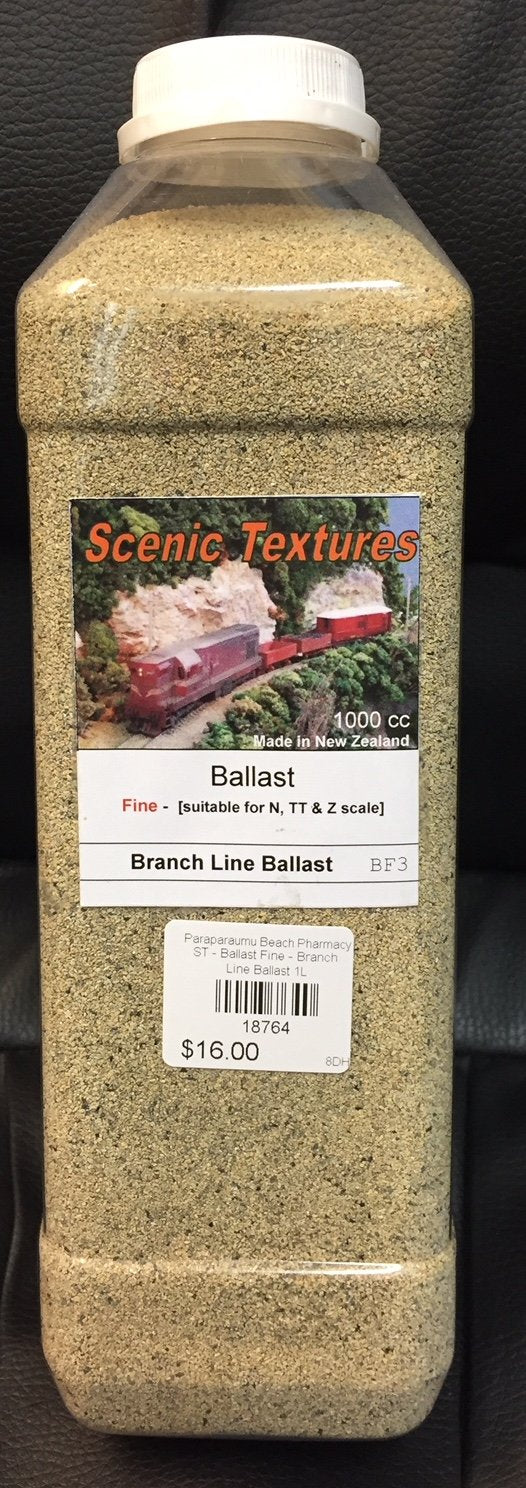 Scenic Textures
1000 cc
Made in New Zealand
Ballast
Fine - [suitable for N, TT & Z scale]
Branch Line Ballast BF3
Paraparaumu Beach Pharmacy
ST - Ballast Fine - Branch
Line Ballast 1L
18764
$16.00
8DH